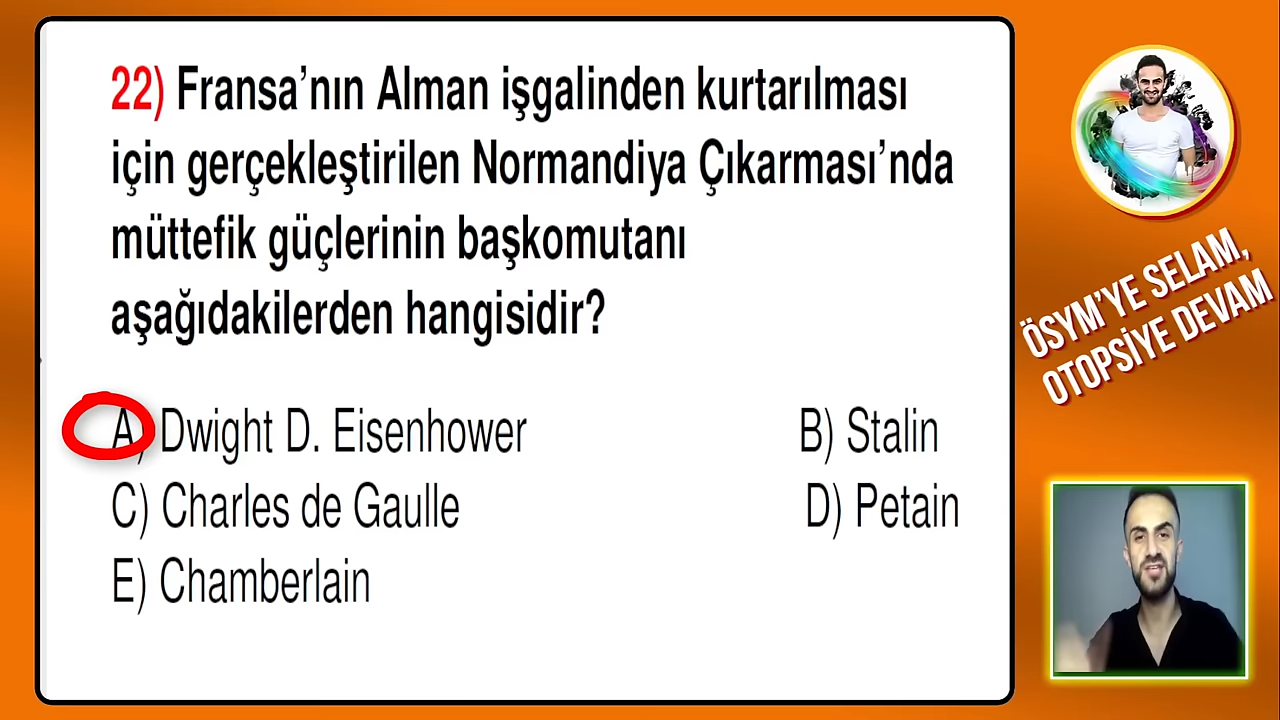 22) Fransa’nın Alman işgalinden kurtarılması
için gerçekleştirilen Normandiya Çıkarması’nda
müttefik güçlerinin başkomutanı
aşağıdakilerden hangisidir?
A) Dwight D. Eisenhower B) Stalin
C) Charles de Gaulle D) Petain
E) Chamberlain
ÖSYM’YE SELAM,
OTOPSİYE DEVAM